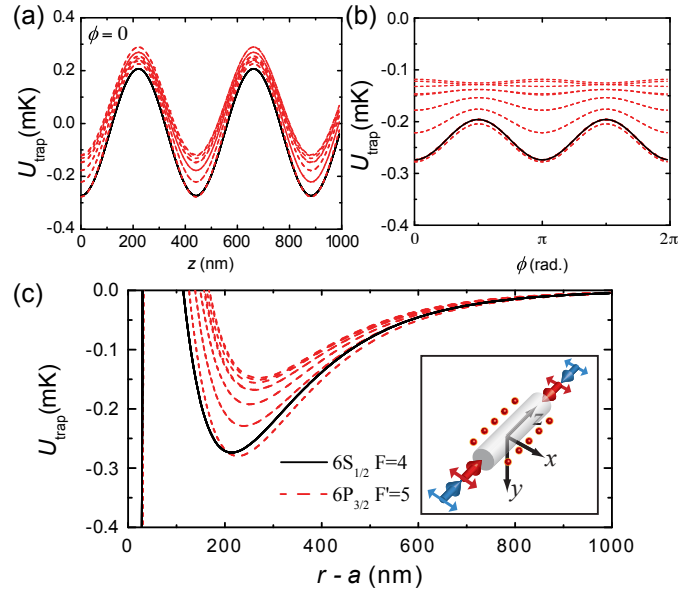 (a)
ϕ = 0
0.4
0.2
0.0
-0.2
-0.4
U_trap (mK)
0 200 400 600 800 1000
z (nm)
(b)
0.0
-0.1
-0.2
-0.3
-0.4
U_trap (mK)
0 π 2π
ϕ (rad.)
(c)
0.0
-0.1
-0.2
-0.3
-0.4
U_trap (mK)
6S_1/2 F=4
6P_3/2 F'=5
z
x
y
0 200 400 600 800 1000
r - a (nm)